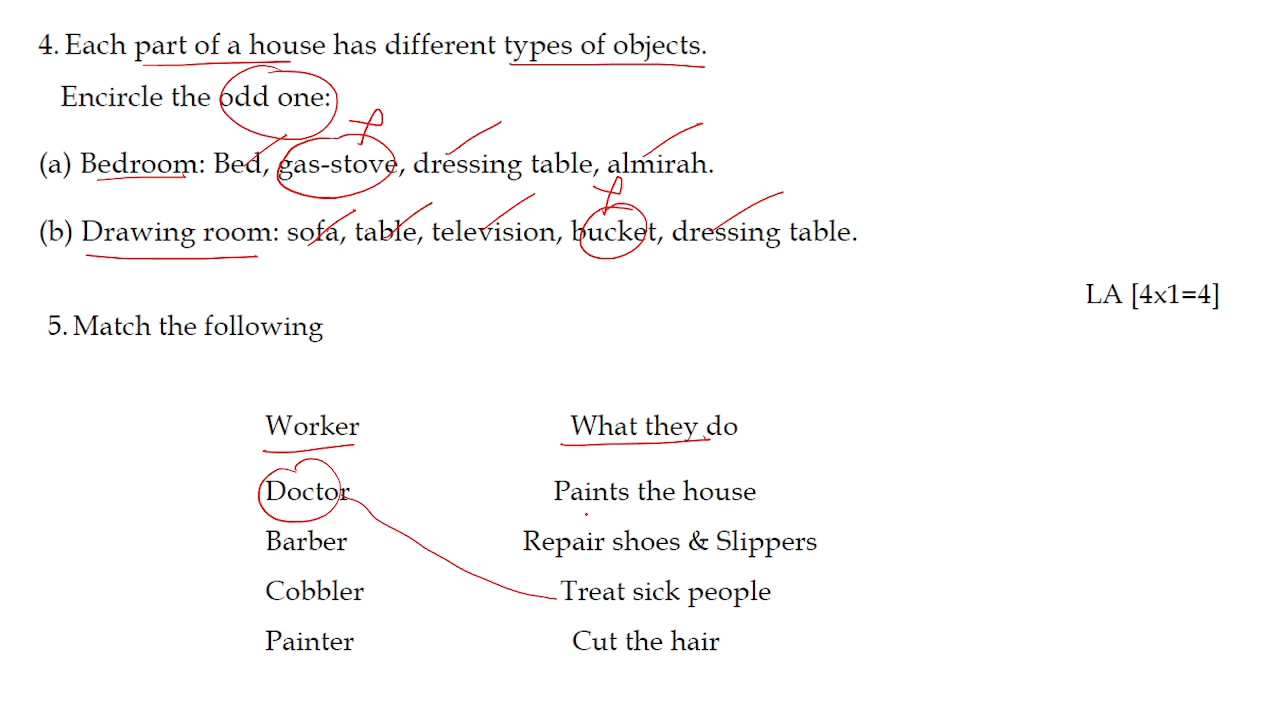 4. Each part of a house has different types of objects.
Encircle the odd one:
(a) Bedroom: Bed, gas-stove, dressing table, almirah.
(b) Drawing room: sofa, table, television, bucket, dressing table.
LA [4x1=4]
5. Match the following
Worker What they do
Doctor Paints the house
Barber Repair shoes & Slippers
Cobbler Treat sick people
Painter Cut the hair